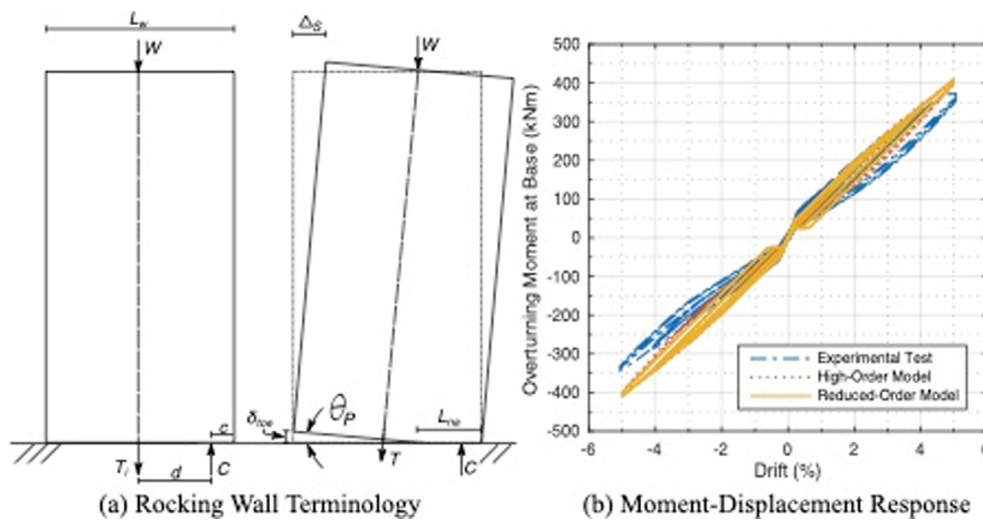 L_w
W
Δ_S
W
θ_P
δ_toe
L_na
c
T_i
d
C
T
C
(a) Rocking Wall Terminology
Overturning Moment at Base (kNm)
500
400
300
200
100
0
-100
-200
-300
-400
-500
Experimental Test
High-Order Model
Reduced-Order Model
-6
-4
-2
0
2
4
6
Drift (%)
(b) Moment-Displacement Response